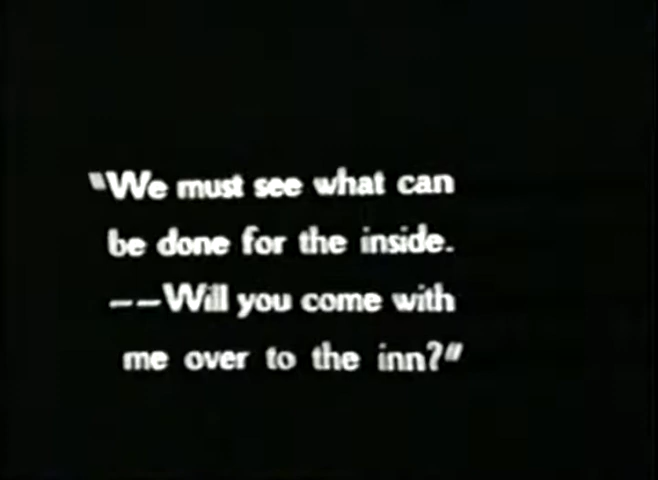 "We must see what can
be done for the inside.
--Will you come with
me over to the inn?"